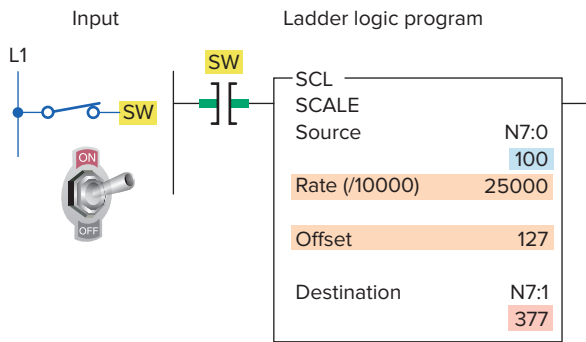 Input
Ladder logic program
L1
SW
ON
OFF
SW
SCL
SCALE
Source N7:0
100
Rate (/10000) 25000
Offset 127
Destination N7:1
377